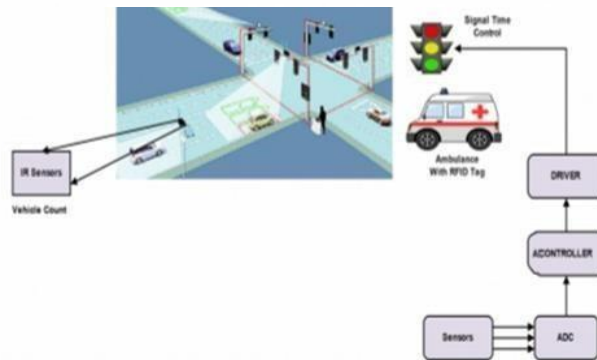 Signal Time
Control
IR Sensors
Vehicle Count
Ambulance
With RFID Tag
DRIVER
ACONTROLLER
Sensors
ADC